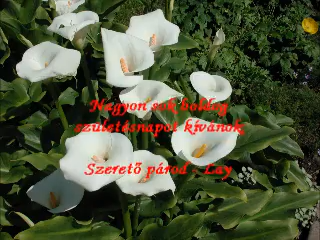 Nagyon sok boldog
születésnapot kívánok
Szerető párod - Lay